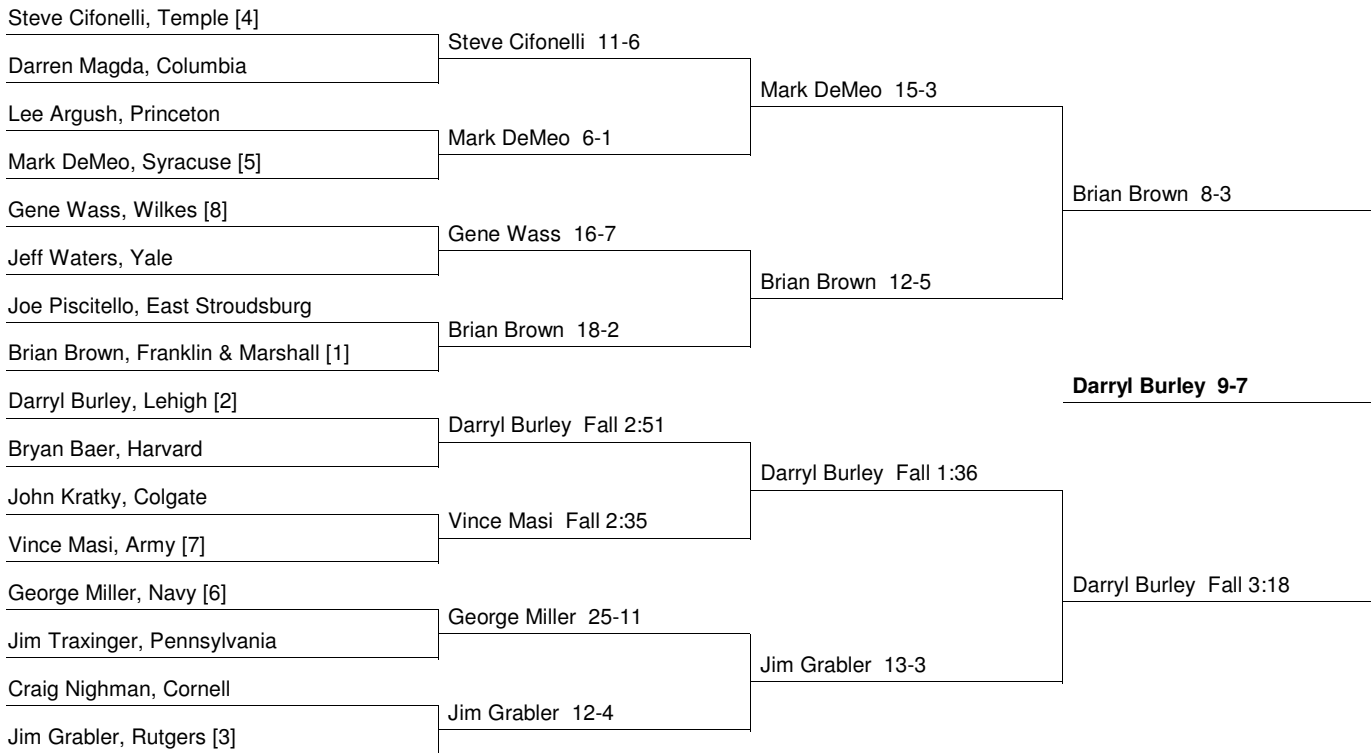 Steve Cifonelli, Temple [4]
Darren Magda, Columbia
Lee Argush, Princeton
Mark DeMeo, Syracuse [5]
Gene Wass, Wilkes [8]
Jeff Waters, Yale
Joe Piscitello, East Stroudsburg
Brian Brown, Franklin & Marshall [1]
Darryl Burley, Lehigh [2]
Bryan Baer, Harvard
John Kratky, Colgate
Vince Masi, Army [7]
George Miller, Navy [6]
Jim Traxinger, Pennsylvania
Craig Nighman, Cornell
Jim Grabler, Rutgers [3]
Steve Cifonelli 11-6
Mark DeMeo 6-1
Gene Wass 16-7
Brian Brown 18-2
Darryl Burley Fall 2:51
Vince Masi Fall 2:35
George Miller 25-11
Jim Grabler 12-4
Mark DeMeo 15-3
Brian Brown 12-5
Darryl Burley Fall 1:36
Jim Grabler 13-3
Brian Brown 8-3
Darryl Burley 9-7
Darryl Burley Fall 3:18